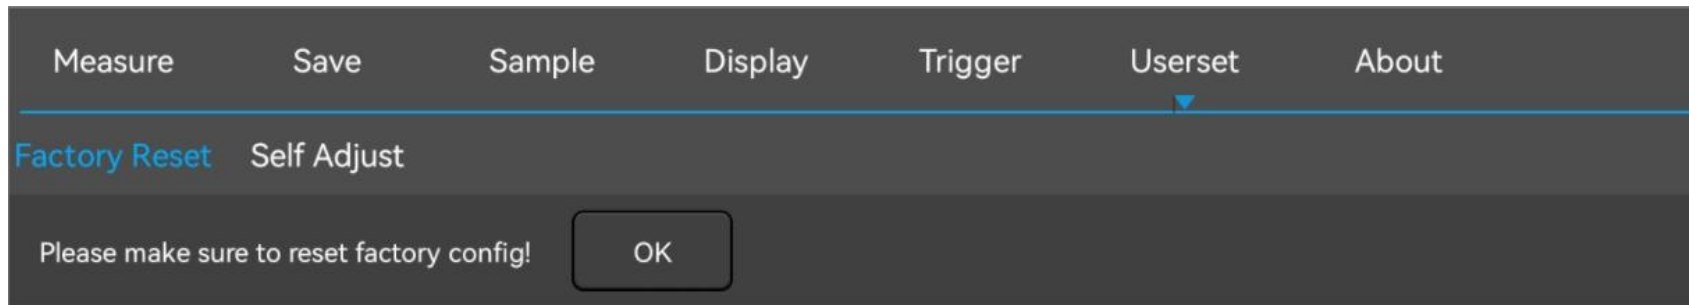 Measure Save Sample Display Trigger Userset About
Factory Reset Self Adjust
Please make sure to reset factory config! OK